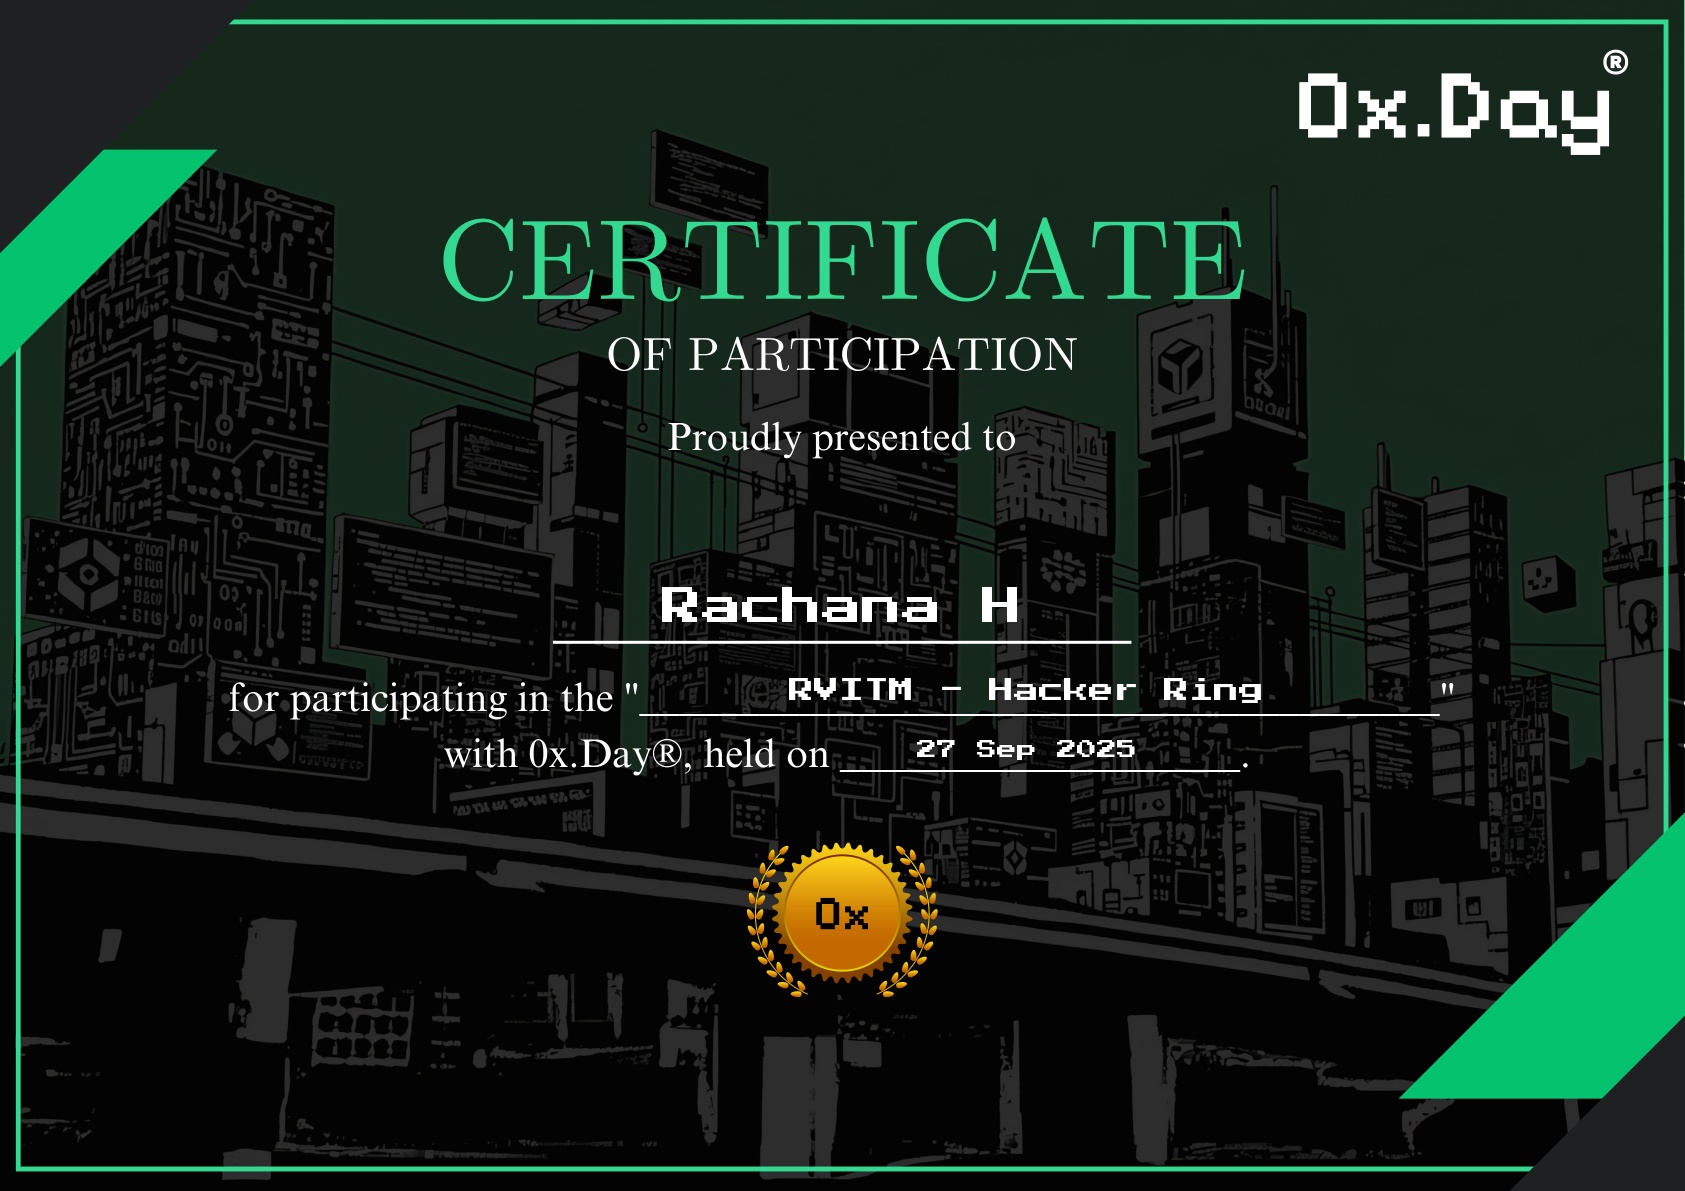 0x.Day®
CERTIFICATE
OF PARTICIPATION
Proudly presented to
Rachana H
for participating in the "RVITM - Hacker Ring"
with 0x.Day®, held on 27 Sep 2025.
0x